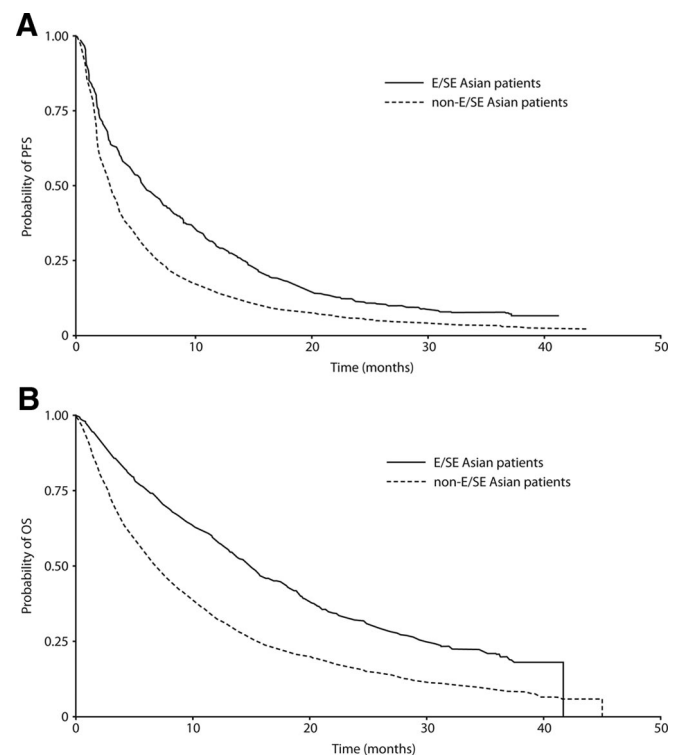 A
1.00
0.75
0.50
0.25
0
Probability of PFS
E/SE Asian patients
non-E/SE Asian patients
0 10 20 30 40 50
Time (months)
B
1.00
0.75
0.50
0.25
0
Probability of OS
E/SE Asian patients
non-E/SE Asian patients
0 10 20 30 40 50
Time (months)